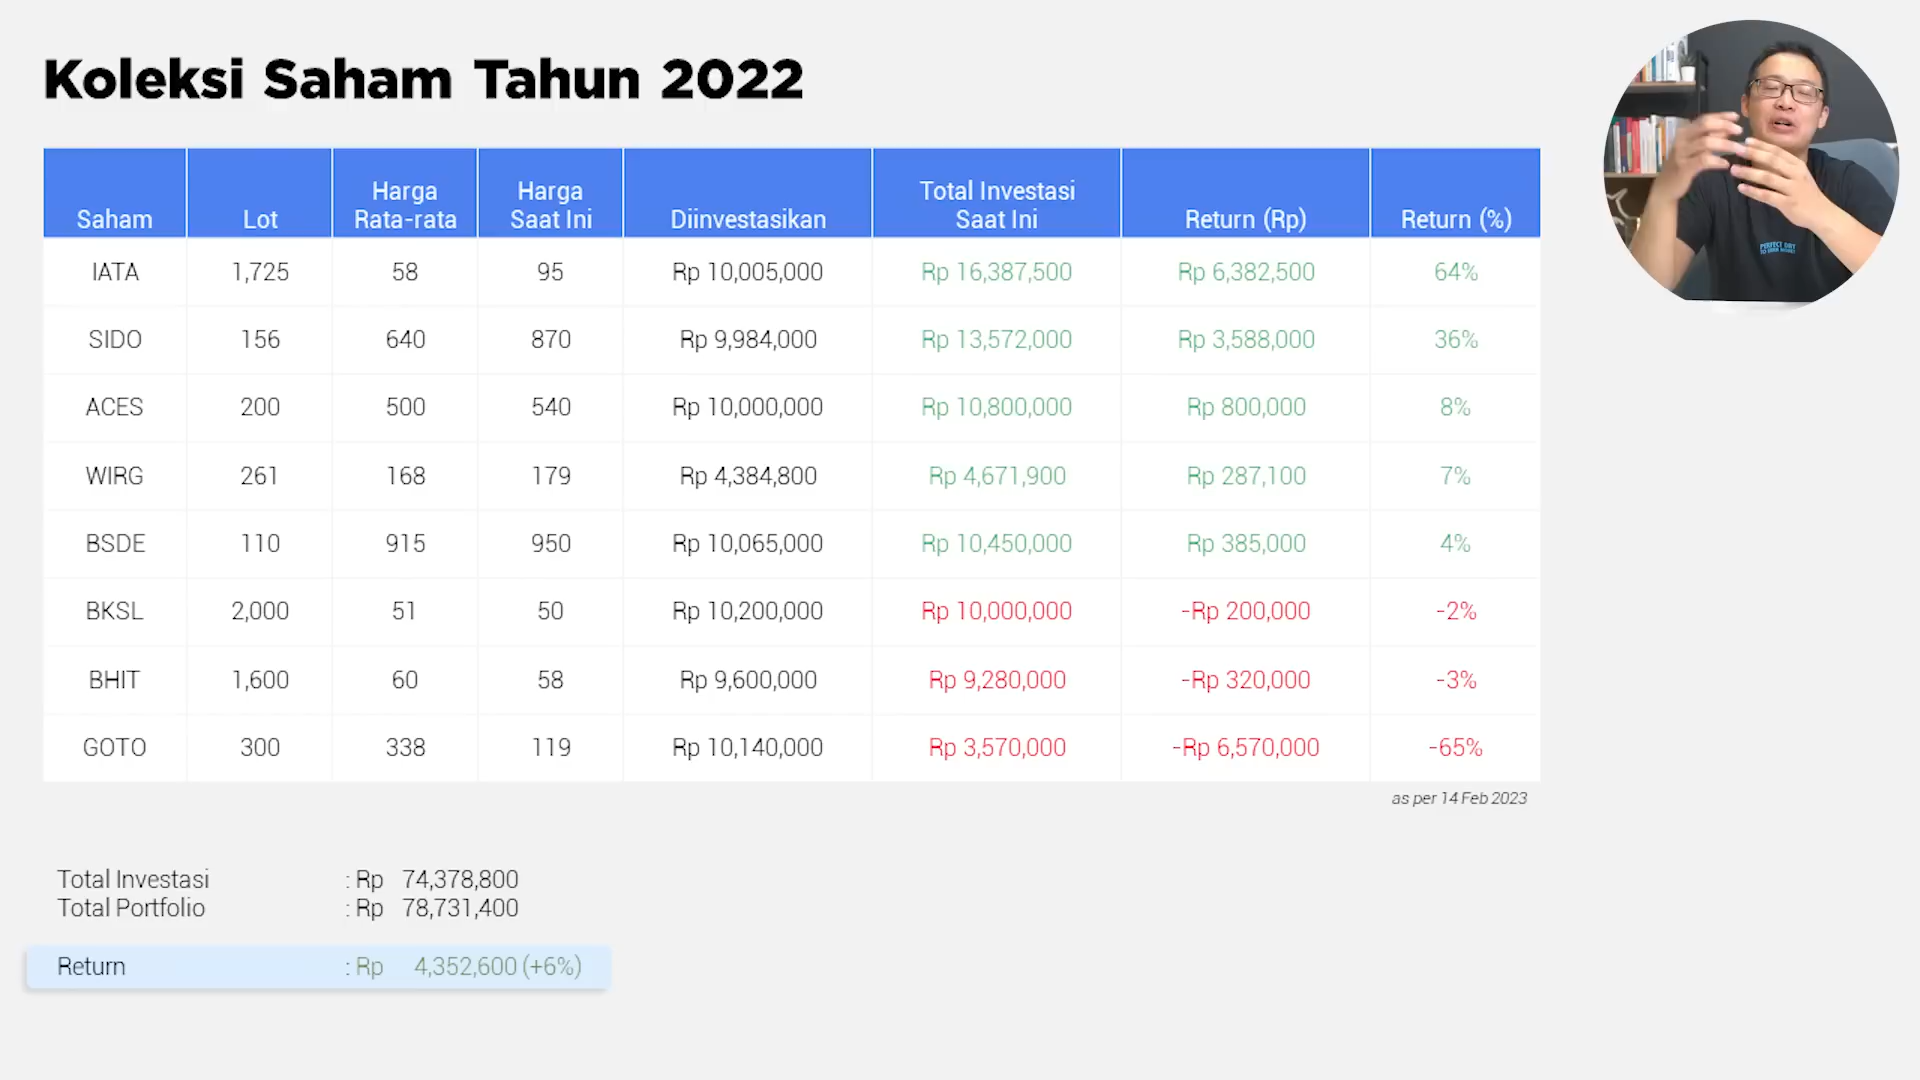 Koleksi Saham Tahun 2022
Saham Lot Harga Rata-rata Harga Saat Ini Diinvestasikan Total Investasi Saat Ini Return (Rp) Return (%)
IATA 1,725 58 95 Rp 10,005,000 Rp 16,387,500 Rp 6,382,500 64%
SIDO 156 640 870 Rp 9,984,000 Rp 13,572,000 Rp 3,588,000 36%
ACES 200 500 540 Rp 10,000,000 Rp 10,800,000 Rp 800,000 8%
WIRG 261 168 179 Rp 4,384,800 Rp 4,671,900 Rp 287,100 7%
BSDE 110 915 950 Rp 10,065,000 Rp 10,450,000 Rp 385,000 4%
BKSL 2,000 51 50 Rp 10,200,000 Rp 10,000,000 -Rp 200,000 -2%
BHIT 1,600 60 58 Rp 9,600,000 Rp 9,280,000 -Rp 320,000 -3%
GOTO 300 338 119 Rp 10,140,000 Rp 3,570,000 -Rp 6,570,000 -65%
as per 14 Feb 2023
Total Investasi : Rp 74,378,800
Total Portfolio : Rp 78,731,400
Return : Rp 4,352,600 (+6%)
PERFECT DAY